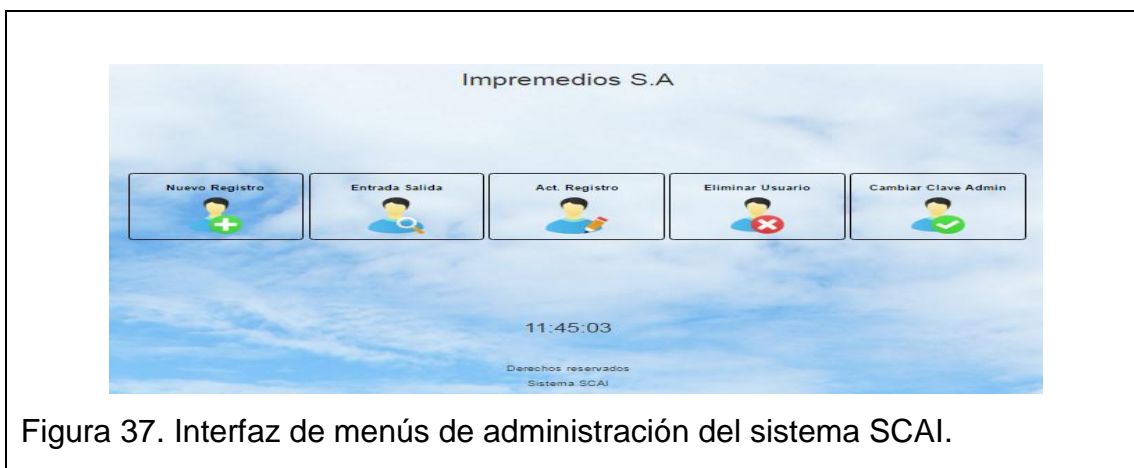 Impremedios S.A
Nuevo Registro
Entrada Salida
Act. Registro
Eliminar Usuario
Cambiar Clave Admin
11:45:03
Derechos reservados
Sistema SCAI
Figura 37. Interfaz de menús de administración del sistema SCAI.